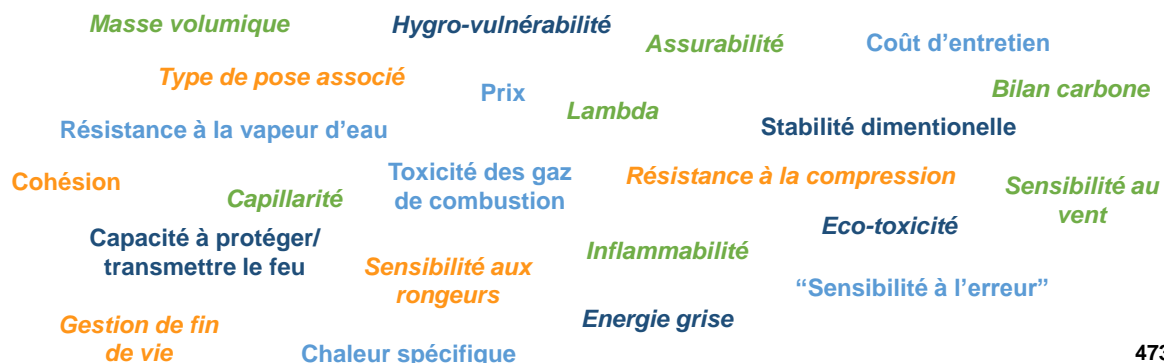 Masse volumique
Hygro-vulnérabilité
Assurabilité
Coût d’entretien
Type de pose associé
Prix
Lambda
Bilan carbone
Résistance à la vapeur d’eau
Stabilité dimentionelle
Cohésion
Capillarité
Toxicité des gaz
de combustion
Résistance à la compression
Sensibilité au
vent
Capacité à protéger/
transmettre le feu
Eco-toxicité
Inflammabilité
Sensibilité aux
rongeurs
“Sensibilité à l’erreur”
Energie grise
Gestion de fin
de vie
Chaleur spécifique
473